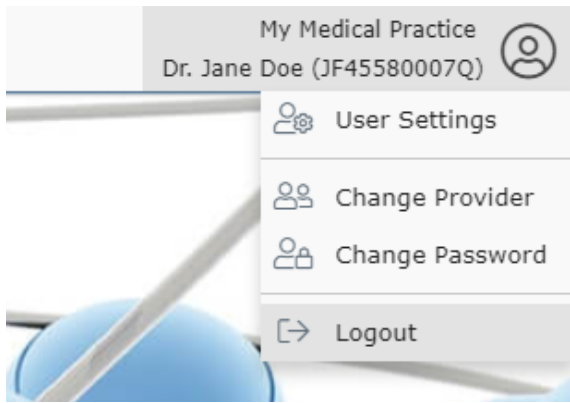 My Medical Practice
Dr. Jane Doe (JF45580007Q)
User Settings
Change Provider
Change Password
Logout